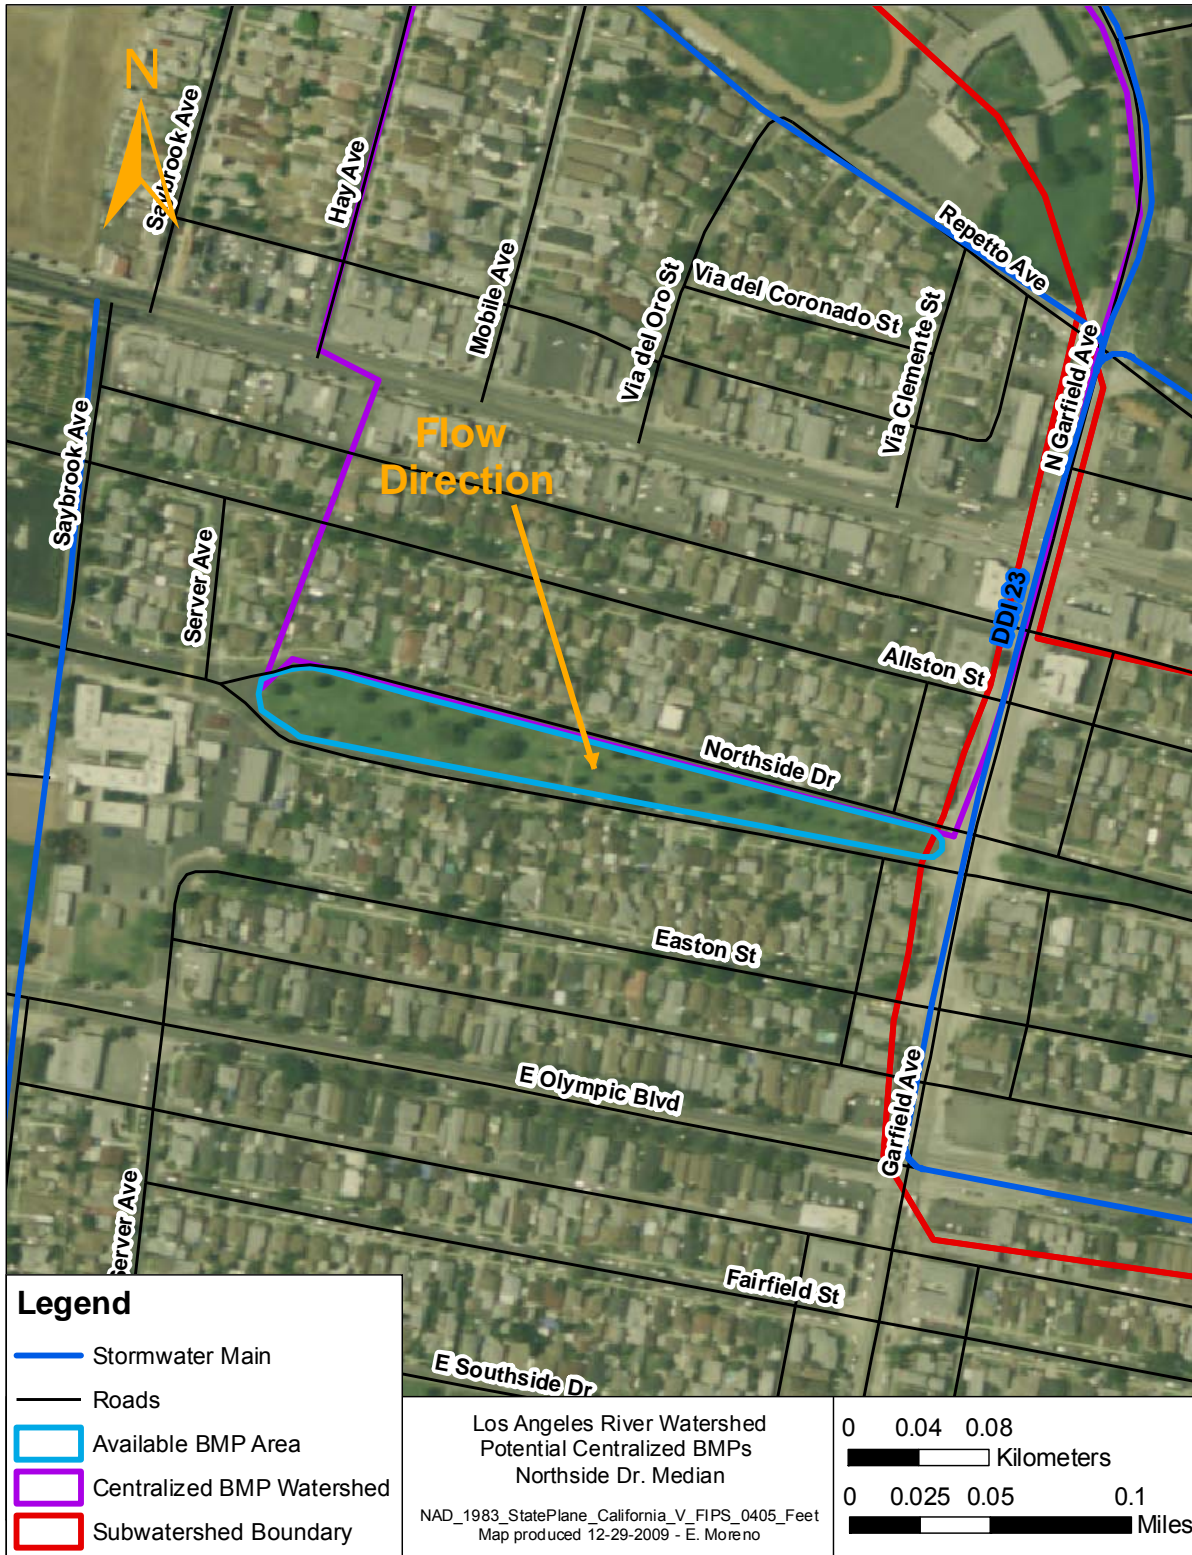 N
Saybrook Ave
Hay Ave
Mobile Ave
Via del Oro St
Via del Coronado St
Via Clemente St
Repetto Ave
N Garfield Ave
Saybrook Ave
Server Ave
Flow
Direction
DDI 23
Allston St
Northside Dr
Easton St
E Olympic Blvd
Garfield Ave
Server Ave
Fairfield St
E Southside Dr
Legend
Stormwater Main
Roads
Available BMP Area
Centralized BMP Watershed
Subwatershed Boundary
Los Angeles River Watershed
Potential Centralized BMPs
Northside Dr. Median
NAD_1983_StatePlane_California_V_FIPS_0405_Feet
Map produced 12-29-2009 - E. Moreno
0 0.04 0.08
Kilometers
0 0.025 0.05 0.1
Miles